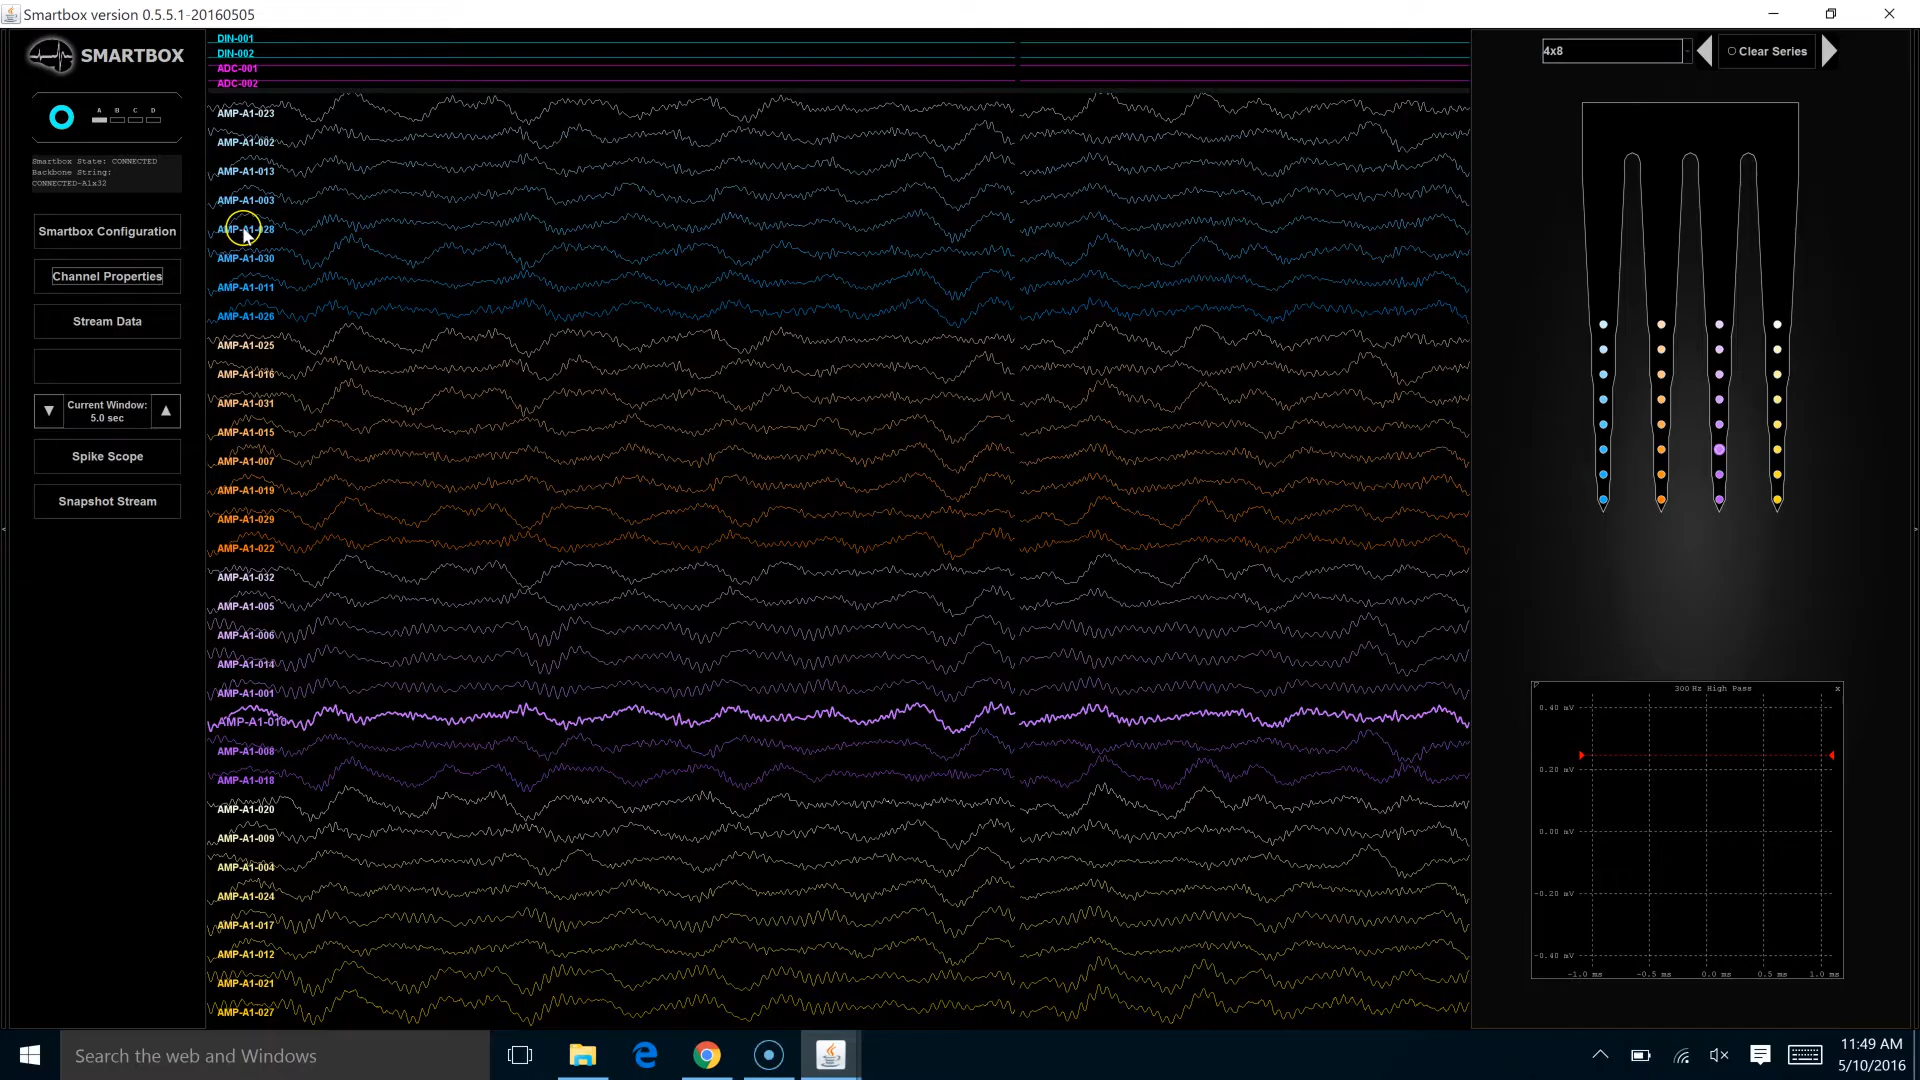 Smartbox version 0.5.5.1-20160505
SMARTBOX
A B C D
Smartbox State: CONNECTED
Backbone String:
CONNECTED-A1x32
Smartbox Configuration
Channel Properties
Stream Data
Current Window:
5.0 sec
Spike Scope
Snapshot Stream
DIN-001
DIN-002
ADC-001
ADC-002
AMP-A1-023
AMP-A1-002
AMP-A1-013
AMP-A1-003
AMP-A1-028
AMP-A1-030
AMP-A1-011
AMP-A1-026
AMP-A1-025
AMP-A1-016
AMP-A1-031
AMP-A1-015
AMP-A1-007
AMP-A1-019
AMP-A1-029
AMP-A1-022
AMP-A1-032
AMP-A1-005
AMP-A1-006
AMP-A1-014
AMP-A1-001
AMP-A1-010
AMP-A1-008
AMP-A1-018
AMP-A1-020
AMP-A1-009
AMP-A1-004
AMP-A1-024
AMP-A1-017
AMP-A1-012
AMP-A1-021
AMP-A1-027
4x8
Clear Series
300 Hz High Pass
x
0.40 mV
0.20 mV
0.00 mV
-0.20 mV
-0.40 mV
-1.0 ms -0.5 ms 0.0 ms 0.5 ms 1.0 ms
Search the web and Windows
11:49 AM
5/10/2016